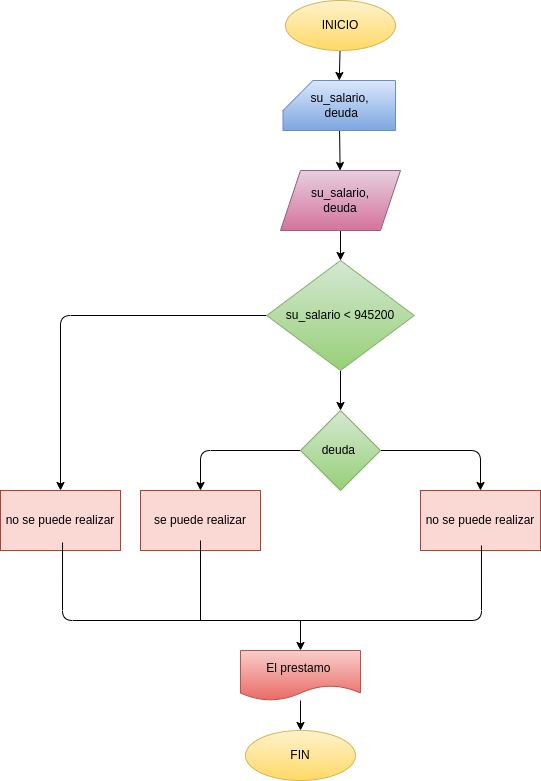 INICIO
su_salario,
deuda
su_salario,
deuda
su_salario < 945200
deuda
no se puede realizar
se puede realizar
no se puede realizar
El prestamo
FIN